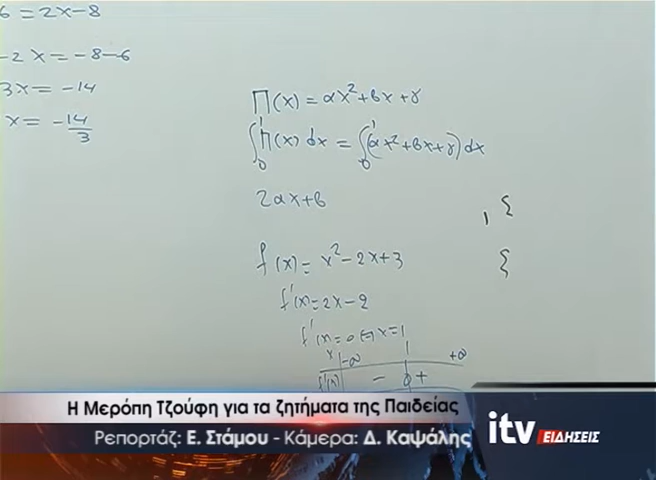 6 = 2x-8
-2x = -8-6
3x = -14
x = -14/3
Π(x) = αx²+βx+γ
∫₀¹ Π(x) dx = ∫₀¹ (αx²+βx+γ) dx
2αx+β
, {
f(x) = x²-2x+3
{
f'(x)=2x-2
f'(x)=0 ⇔ x=1
x -∞ 1 +∞
f'(x) - 0 +
Η Μερόπη Τζούφη για τα ζητήματα της Παιδείας
Ρεπορτάζ: Ε. Στάμου - Κάμερα: Δ. Καψάλης
itv ΕΙΔΗΣΕΙΣ